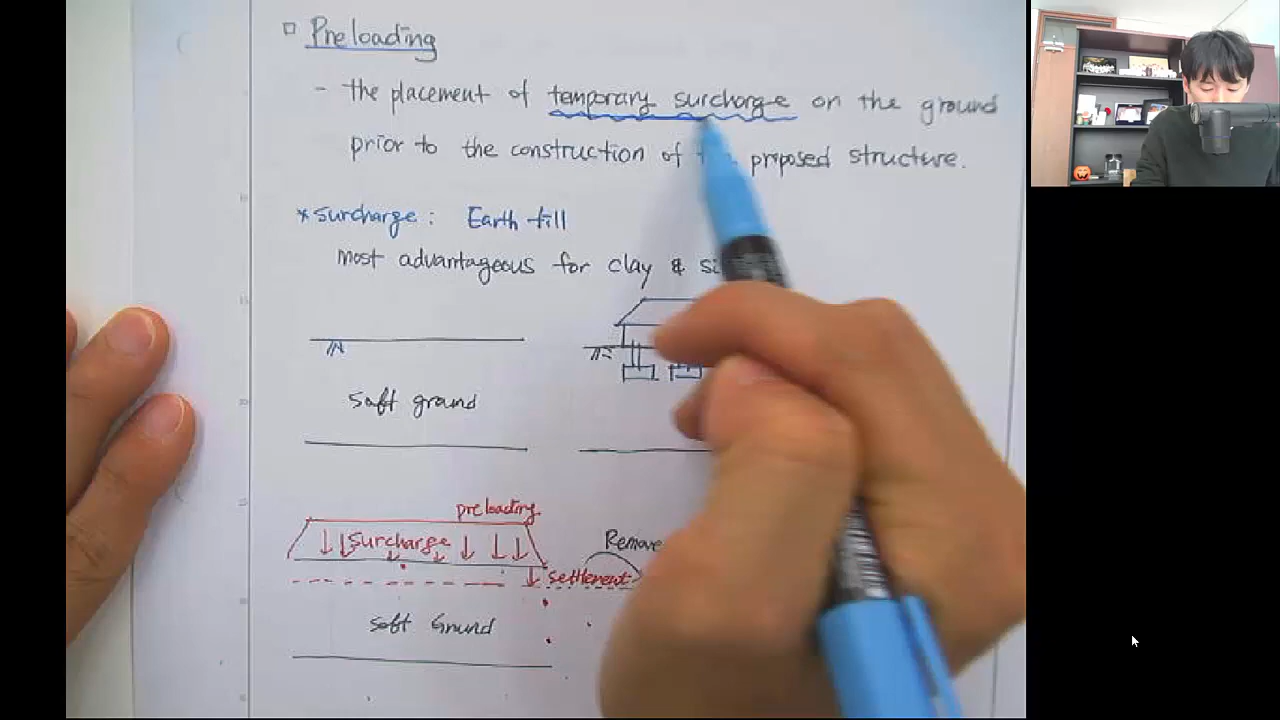 Preloading
- the placement of temporary surcharge on the ground
prior to the construction of proposed structure.
* surcharge : Earth fill
most advantageous for clay &
soft ground
preloading
Surcharge
Remove
Settlement
soft Ground